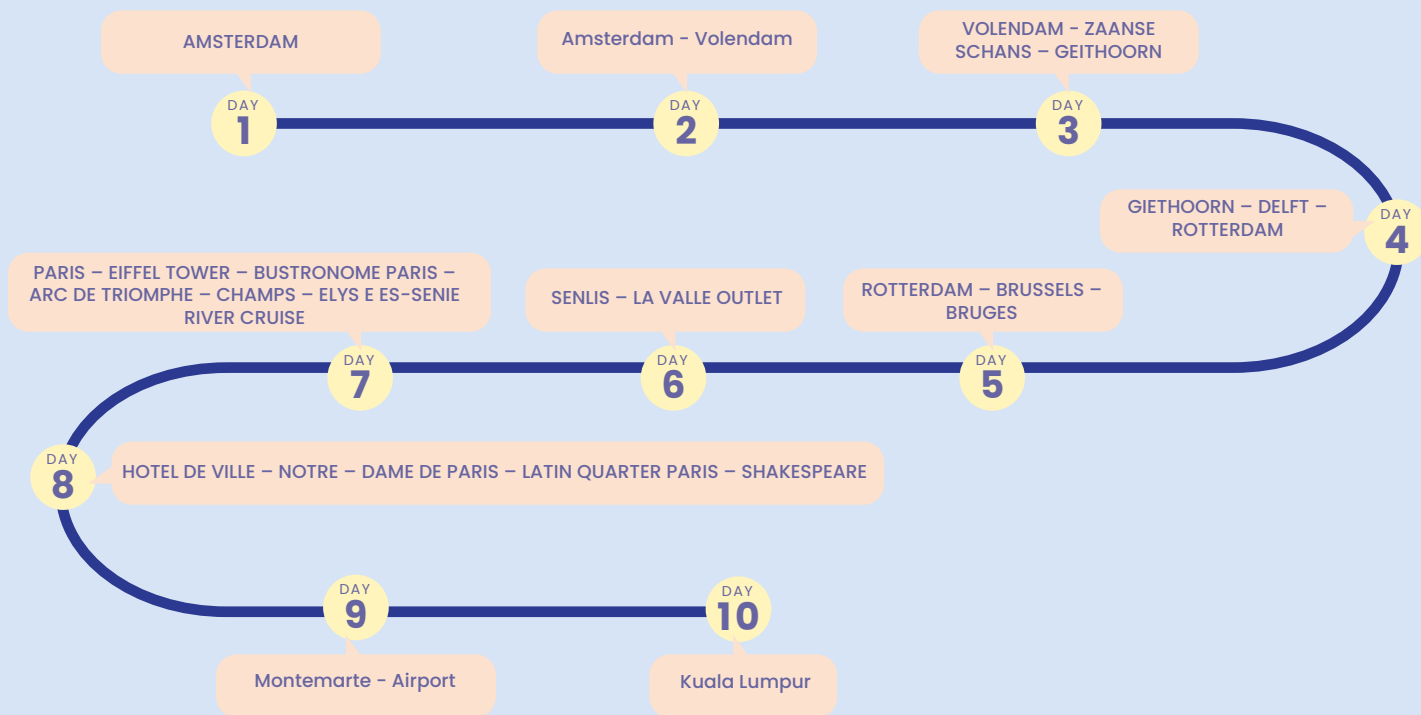 AMSTERDAM
DAY
1
Amsterdam - Volendam
DAY
2
VOLENDAM - ZAANSE
SCHANS – GEITHOORN
DAY
3
GIETHOORN – DELFT –
ROTTERDAM
DAY
4
ROTTERDAM – BRUSSELS –
BRUGES
DAY
5
SENLIS – LA VALLE OUTLET
DAY
6
PARIS – EIFFEL TOWER – BUSTRONOME PARIS –
ARC DE TRIOMPHE – CHAMPS – ELYS E ES-SENIE
RIVER CRUISE
DAY
7
DAY
8
HOTEL DE VILLE – NOTRE – DAME DE PARIS – LATIN QUARTER PARIS – SHAKESPEARE
DAY
9
Montemarte - Airport
DAY
10
Kuala Lumpur